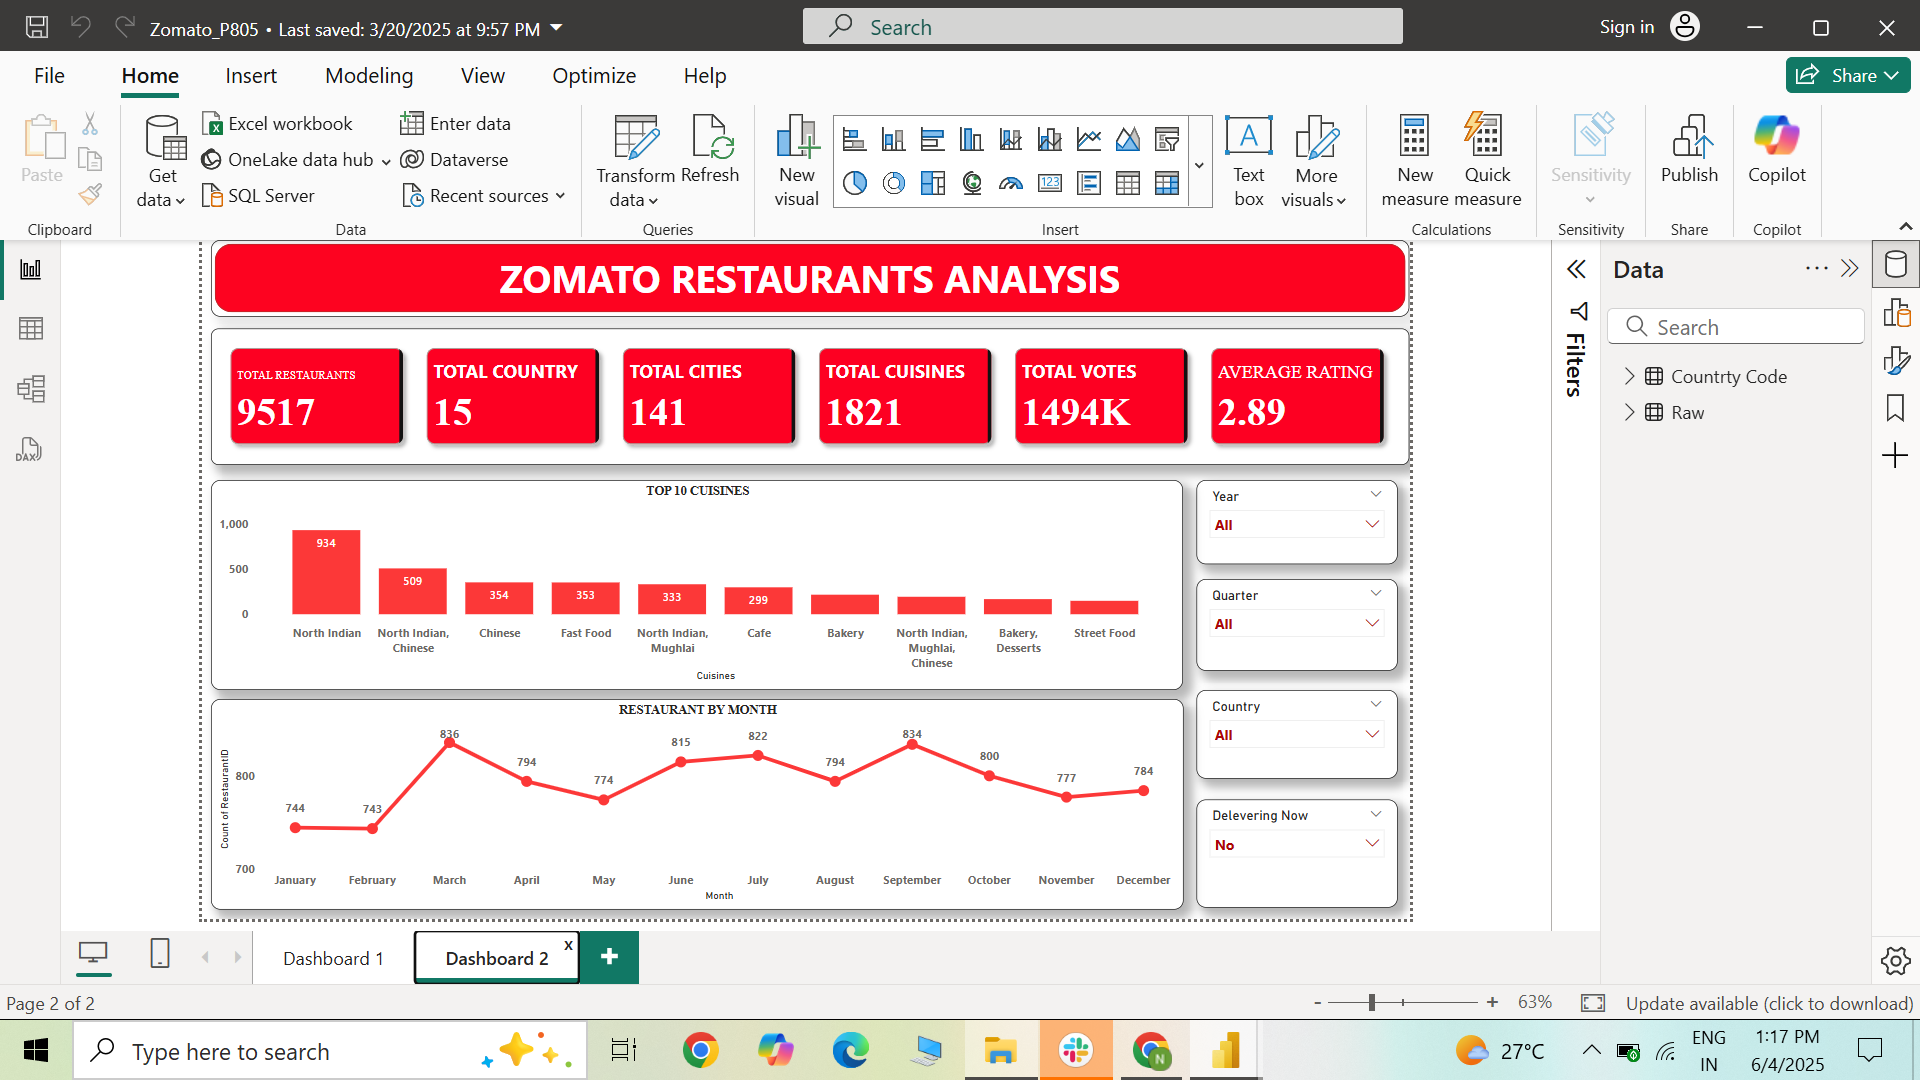 Zomato_P805 • Last saved: 3/20/2025 at 9:57 PM
Search
Sign in
File
Home
Insert
Modeling
View
Optimize
Help
Share
Paste
Clipboard
Get data
Excel workbook
OneLake data hub
SQL Server
Enter data
Dataverse
Recent sources
Data
Transform data
Refresh
Queries
New visual
123
A
Text box
More visuals
Insert
New measure
Quick measure
Calculations
Sensitivity
Sensitivity
Publish
Share
Copilot
Copilot
DAX
ZOMATO RESTAURANTS ANALYSIS
TOTAL RESTAURANTS
9517
TOTAL COUNTRY
15
TOTAL CITIES
141
TOTAL CUISINES
1821
TOTAL VOTES
1494K
AVERAGE RATING
2.89
TOP 10 CUISINES
1,000
500
0
934
509
354
353
333
299
North Indian
North Indian, Chinese
Chinese
Fast Food
North Indian, Mughlai
Cafe
Bakery
North Indian, Mughlai, Chinese
Bakery, Desserts
Street Food
Cuisines
RESTAURANT BY MONTH
Count of RestaurantID
800
700
744
743
836
794
774
815
822
794
834
800
777
784
January
February
March
April
May
June
July
August
September
October
November
December
Month
Year
All
Quarter
All
Country
All
Delevering Now
No
Filters
Data
Search
Countrty Code
Raw
Dashboard 1
Dashboard 2
x
+
Page 2 of 2
-
+
63%
Update available (click to download)
Type here to search
N
27°C
ENG
IN
1:17 PM
6/4/2025